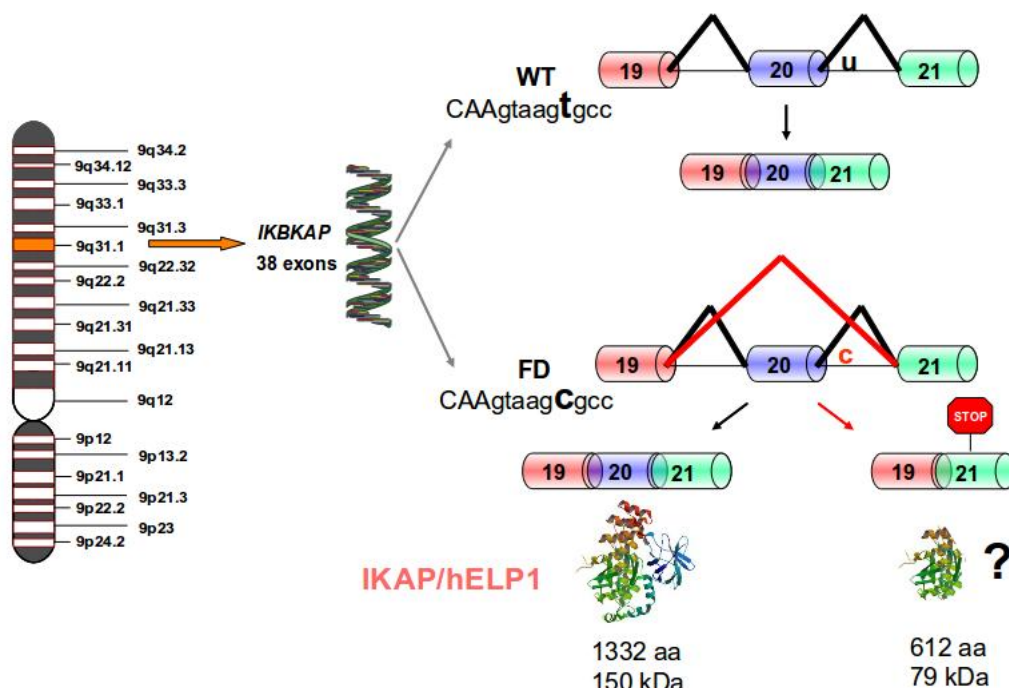 9q34.2
9q34.12
9q33.3
9q33.1
9q31.3
9q31.1
9q22.32
9q22.2
9q21.33
9q21.31
9q21.13
9q21.11
9q12
9p12
9p13.2
9p21.1
9p21.3
9p22.2
9p23
9p24.2
IKBKAP
38 exons
WT
CAAgtaagtgcc
19 20 u 21
19 20 21
FD
CAAgtaagcgcc
19 20 c 21
19 20 21
STOP
19 21
IKAP/hELP1
?
1332 aa
150 kDa
612 aa
79 kDa